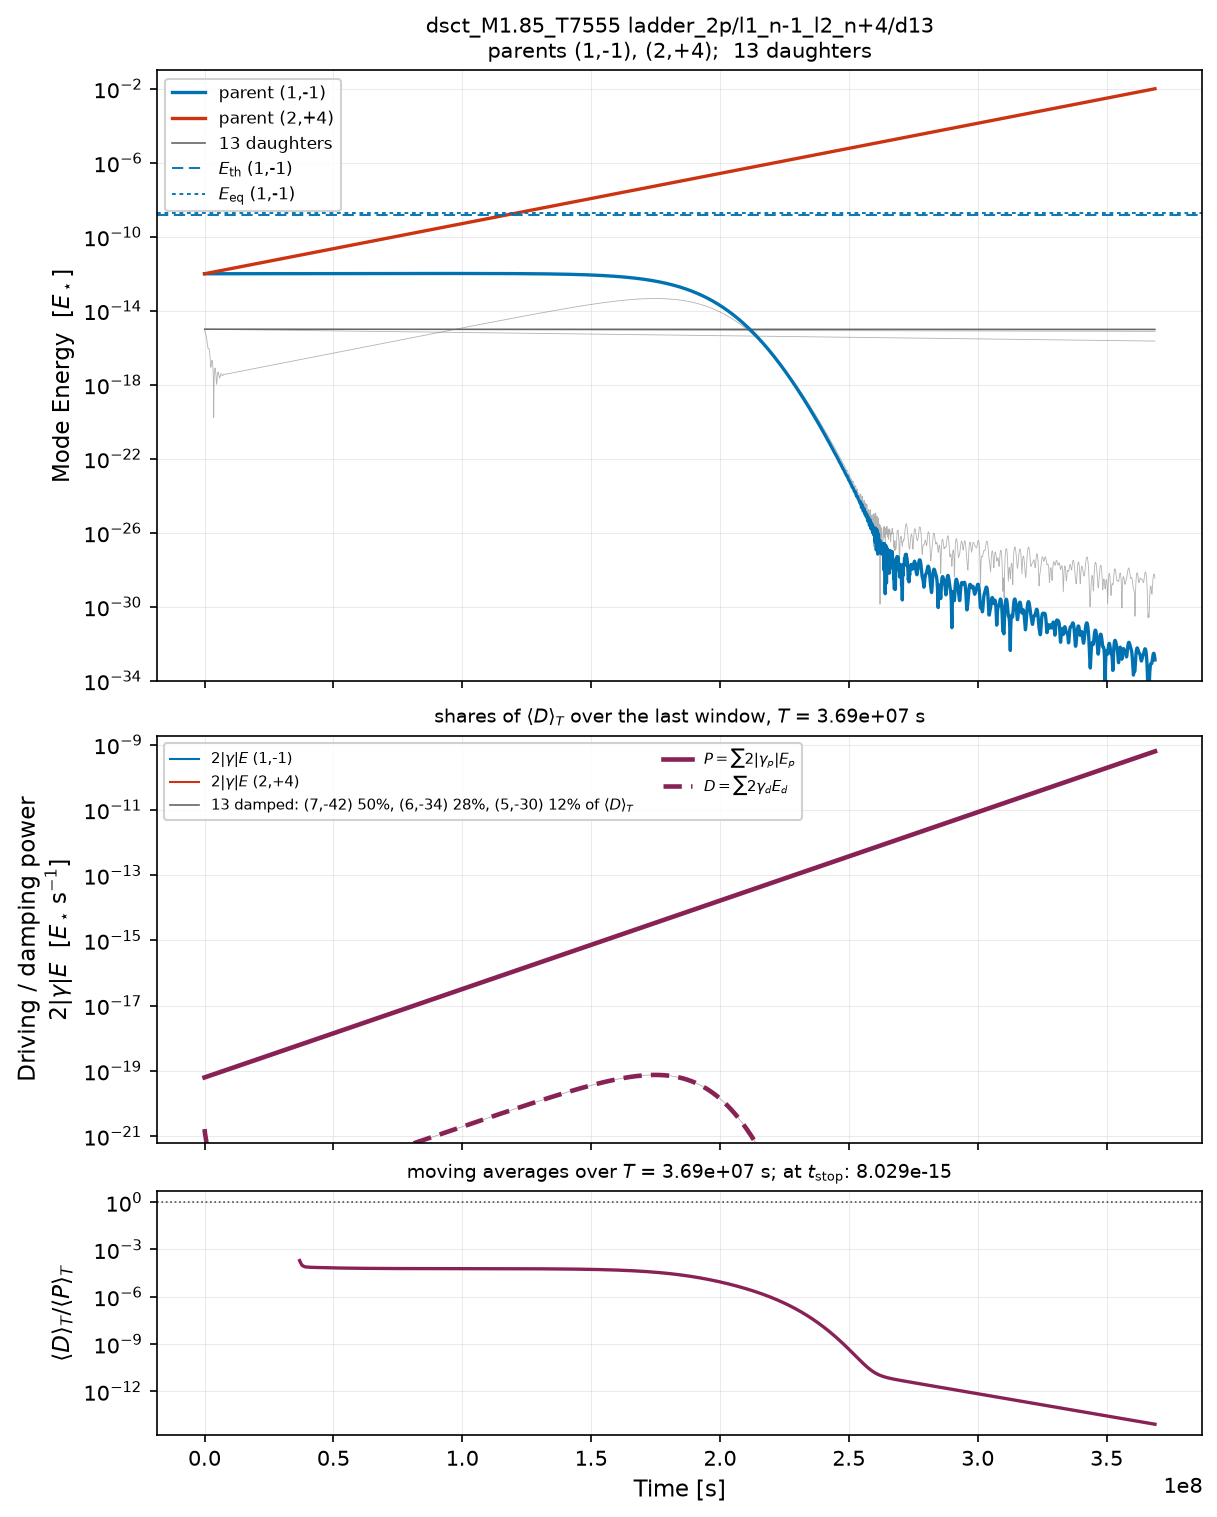 dsct_M1.85_T7555 ladder_2p/l1_n-1_l2_n+4/d13
parents (1,-1), (2,+4);  13 daughters
parent (1,-1)
parent (2,+4)
13 daughters
E_th (1,-1)
E_eq (1,-1)
Mode Energy [E⋆]
10⁻²
10⁻⁶
10⁻¹⁰
10⁻¹⁴
10⁻¹⁸
10⁻²²
10⁻²⁶
10⁻³⁰
10⁻³⁴
shares of ⟨D⟩_T over the last window, T = 3.69e+07 s
2|γ|E (1,-1)
2|γ|E (2,+4)
13 damped: (7,-42) 50%, (6,-34) 28%, (5,-30) 12% of ⟨D⟩_T
P = ∑2|γ_p|E_p
D = ∑2γ_dE_d
Driving / damping power
2|γ|E [E⋆ s⁻¹]
10⁻⁹
10⁻¹¹
10⁻¹³
10⁻¹⁵
10⁻¹⁷
10⁻¹⁹
10⁻²¹
moving averages over T = 3.69e+07 s; at t_stop: 8.029e-15
⟨D⟩_T/⟨P⟩_T
10⁰
10⁻³
10⁻⁶
10⁻⁹
10⁻¹²
0.0 0.5 1.0 1.5 2.0 2.5 3.0 3.5
Time [s]
1e8